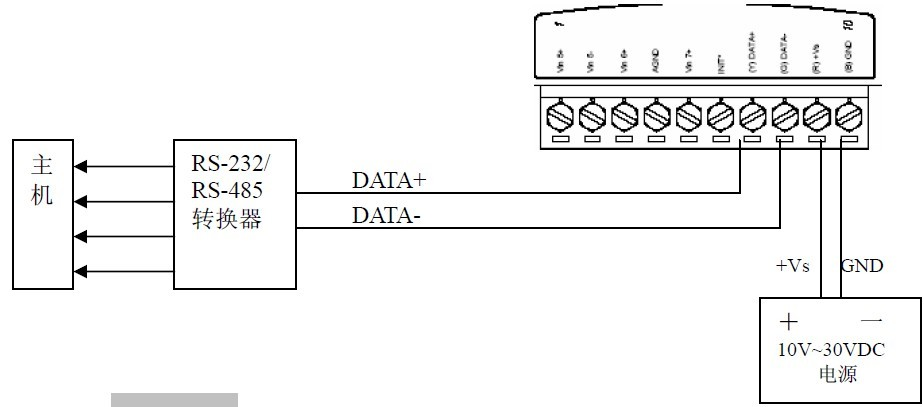 1 10
Vin 5+ Vin 5- Vin 6+ AGND Vin 7+ INIT* (Y) DATA+ (G) DATA- (R) +Vs (B) GND
主
机
RS-232/
RS-485
转换器
DATA+
DATA-
+Vs GND
＋ －
10V~30VDC
电源